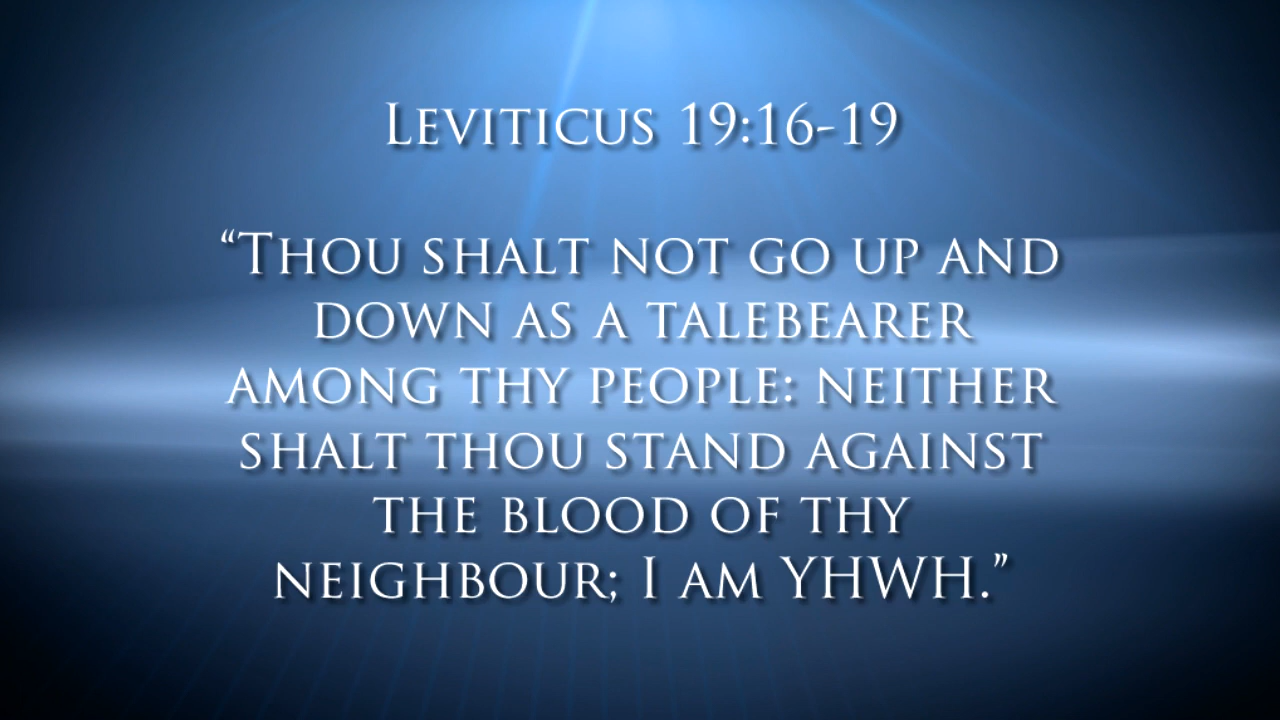 Leviticus 19:16-19
“Thou shalt not go up and
down as a talebearer
among thy people: neither
shalt thou stand against
the blood of thy
neighbour; I am YHWH.”